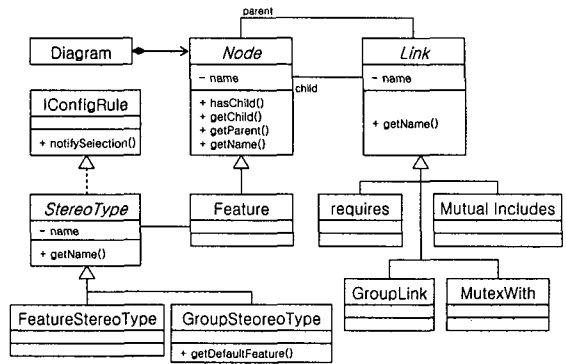 parent
Diagram
Node
Link
- name
- name
child
+ hasChild()
+ getChild()
+ getParent()
+ getName()
+ getName()
IConfigRule
+ notifySelection()
StereoType
- name
+ getName()
Feature
requires
Mutual Includes
GroupLink
MutexWith
FeatureStereoType
GroupSteoreoType
+ getDefaultFeature()